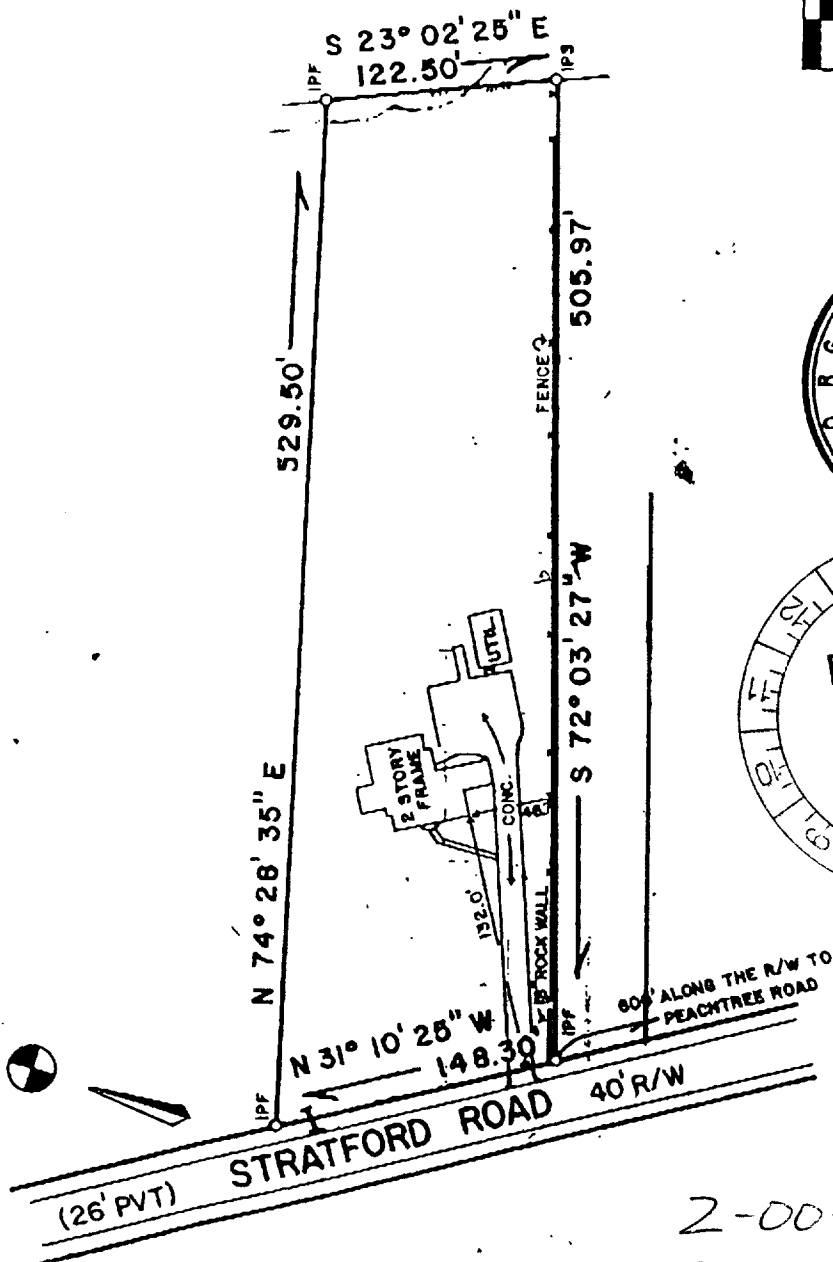 S 23° 02' 25" E
122.50'
IPF
IPS
529.50'
505.97'
FENCE
N 74° 28' 35" E
S 72° 03' 27" W
UTIL.
2 STORY
FRAME
CONC.
132.0'
ROCK WALL
IPF
IPF
N 31° 10' 25" W
148.30'
ALONG THE R/W TO
PEACHTREE ROAD
STRATFORD ROAD
40' R/W
(26' PVT)
2-00